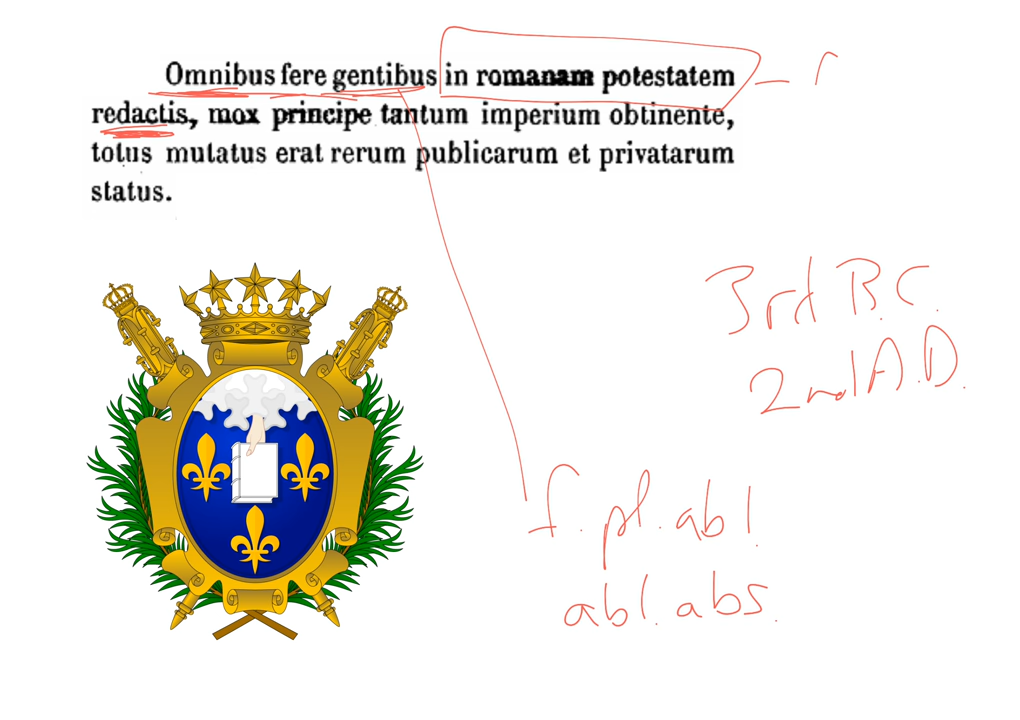 Omnibus fere gentibus in romanam potestatem
redactis, mox principe tantum imperium obtinente,
totus mutatus erat rerum publicarum et privatarum
status.
3rd B.C.
2nd A.D.
f. pl. abl.
abl. abs.